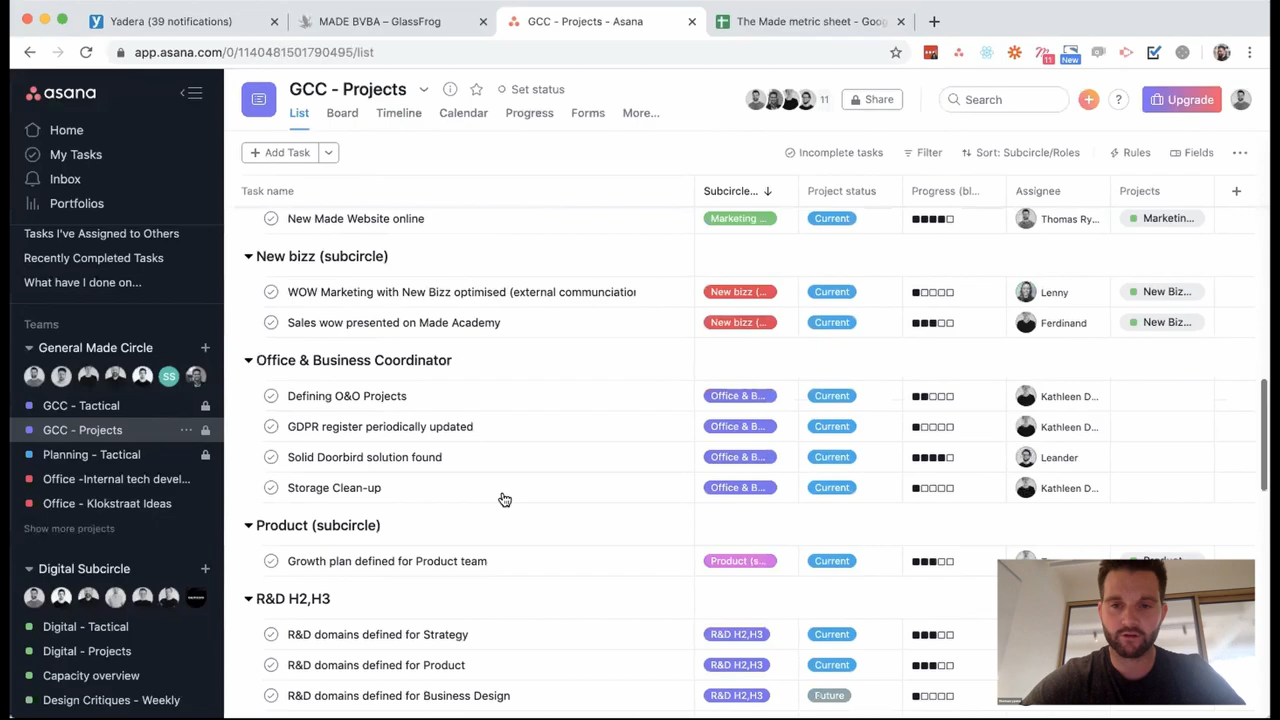 Yadera (39 notifications)
MADE BVBA – GlassFrog
GCC - Projects - Asana
The Made metric sheet - Goog
app.asana.com/0/1140481501790495/list
11
New
asana
Home
My Tasks
Inbox
Portfolios
Tasks I've Assigned to Others
Recently Completed Tasks
What have I done on...
Teams
General Made Circle
SS
GCC - Tactical
GCC - Projects
Planning - Tactical
Office -Internal tech devel...
Office - Klokstraat Ideas
Show more projects
Digital Subcircle
Digital - Tactical
Digital - Projects
Capacity overview
Design Critiques - Weekly
GCC - Projects
Set status
List Board Timeline Calendar Progress Forms More...
11
Share
Search
?
Upgrade
Add Task
Incomplete tasks
Filter
Sort: Subcircle/Roles
Rules
Fields
Task name Subcircle... Project status Progress (bl... Assignee Projects
New Made Website online Marketing ... Current Thomas Ry... Marketin...
New bizz (subcircle)
WOW Marketing with New Bizz optimised (external communciation New bizz (... Current Lenny New Biz...
Sales wow presented on Made Academy New bizz (... Current Ferdinand New Biz...
Office & Business Coordinator
Defining O&O Projects Office & B... Current Kathleen D...
GDPR register periodically updated Office & B... Current Kathleen D...
Solid Doorbird solution found Office & B... Current Leander
Storage Clean-up Office & B... Current Kathleen D...
Product (subcircle)
Growth plan defined for Product team Product (s... Current
R&D H2,H3
R&D domains defined for Strategy R&D H2,H3 Current
R&D domains defined for Product R&D H2,H3 Current
R&D domains defined for Business Design R&D H2,H3 Future